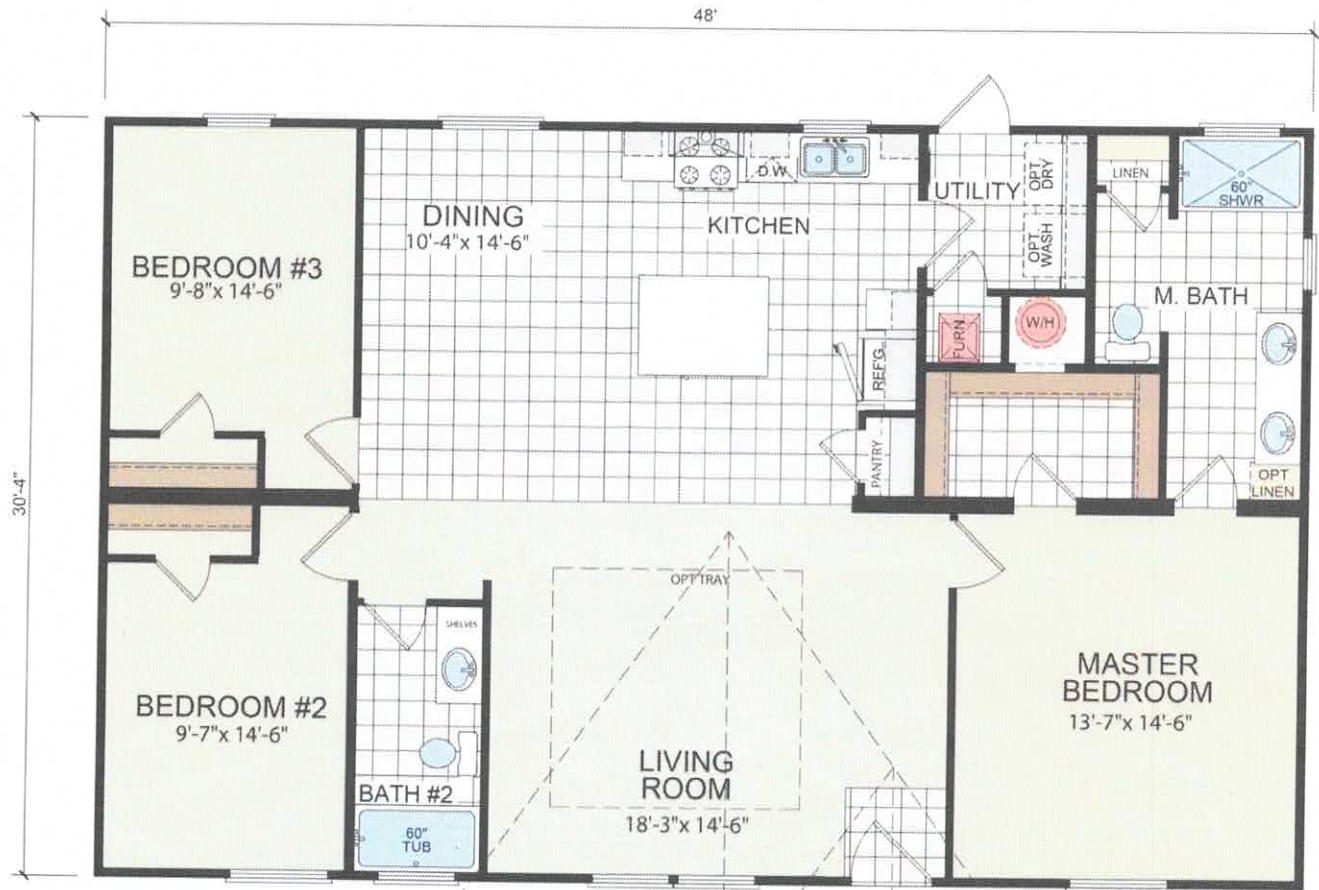 48'
30'-4"
BEDROOM #3
9'-8"x 14'-6"
DINING
10'-4"x 14'-6"
KITCHEN
D.W
UTILITY
OPT.
DRY
OPT.
WASH
LINEN
60"
SHWR
M. BATH
FURN
W/H
REF'G
PANTRY
OPT
LINEN
OPT TRAY
SHELVES
BEDROOM #2
9'-7"x 14'-6"
BATH #2
60"
TUB
LIVING
ROOM
18'-3"x 14'-6"
MASTER
BEDROOM
13'-7"x 14'-6"